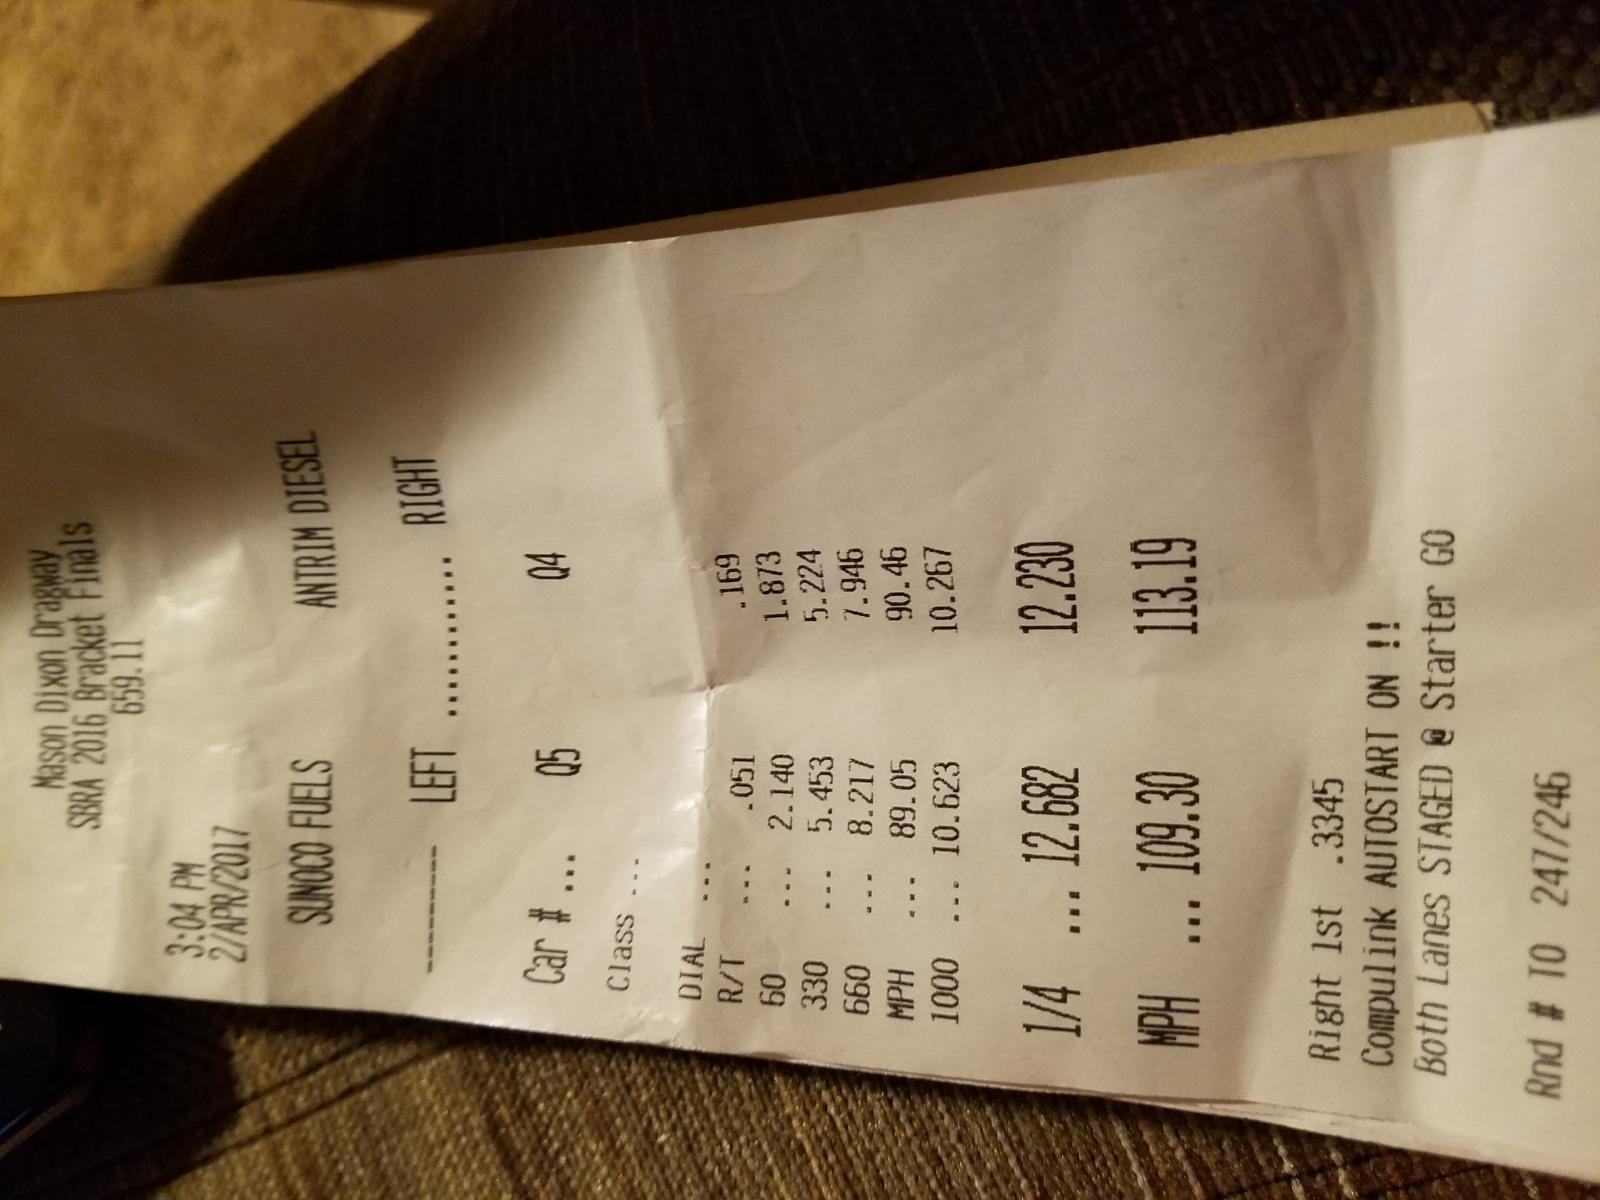 Mason Dixon Dragway
SBRA 2016 Bracket Finals
659.11
3:04 PM
2/APR/2017
SUNOCO FUELS ANTRIM DIESEL
--------- LEFT ........... RIGHT
Car # ... Q5 Q4
Class ...
DIAL ...
R/T ... .051 .169
60 ... 2.140 1.873
330 ... 5.453 5.224
660 ... 8.217 7.946
MPH ... 89.05 90.46
1000 ... 10.623 10.267
1/4 ... 12.682 12.230
MPH ... 109.30 113.19
Right 1st .3345
Compulink AUTOSTART ON !!
Both Lanes STAGED @ Starter GO
Rnd # TO 247/246